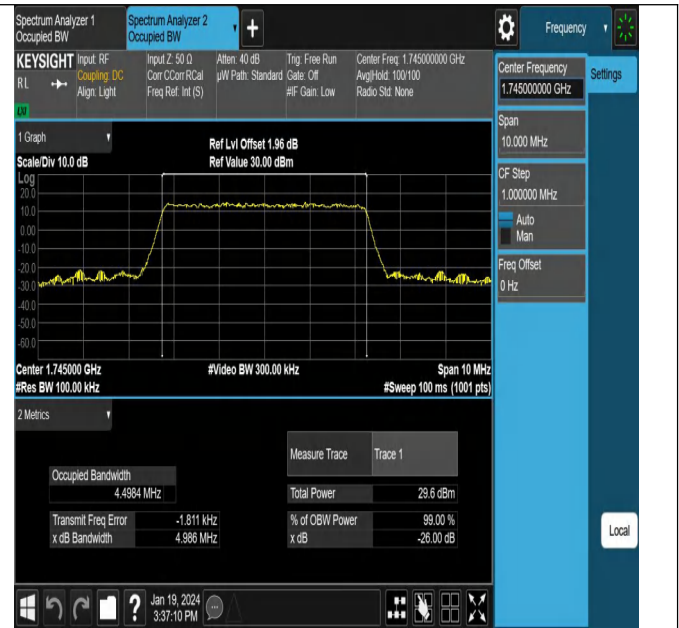 Spectrum Analyzer 1
Occupied BW
Spectrum Analyzer 2
Occupied BW
Frequency
KEYSIGHT
RL
LXI
Input: RF
Coupling: DC
Align: Light
Input Z: 50 Ω
Corr CCorr RCal
Freq Ref: Int (S)
Atten: 40 dB
µW Path: Standard
Trig: Free Run
Gate: Off
#IF Gain: Low
Center Freq: 1.745000000 GHz
Avg|Hold: 100/100
Radio Std: None
Center Frequency
1.745000000 GHz
Settings
Span
10.000 MHz
CF Step
1.000000 MHz
Auto
Man
Freq Offset
0 Hz
Local
1 Graph
Scale/Div 10.0 dB
Ref Lvl Offset 1.96 dB
Ref Value 30.00 dBm
Log
20.0
10.0
0.00
-10.0
-20.0
-30.0
-40.0
-50.0
-60.0
Center 1.745000 GHz
#Video BW 300.00 kHz
Span 10 MHz
#Res BW 100.00 kHz
#Sweep 100 ms (1001 pts)
2 Metrics
Measure Trace
Trace 1
Occupied Bandwidth
4.4984 MHz
Total Power
29.6 dBm
Transmit Freq Error
-1.811 kHz
% of OBW Power
99.00 %
x dB Bandwidth
4.986 MHz
x dB
-26.00 dB
?
Jan 19, 2024
3:37:10 PM